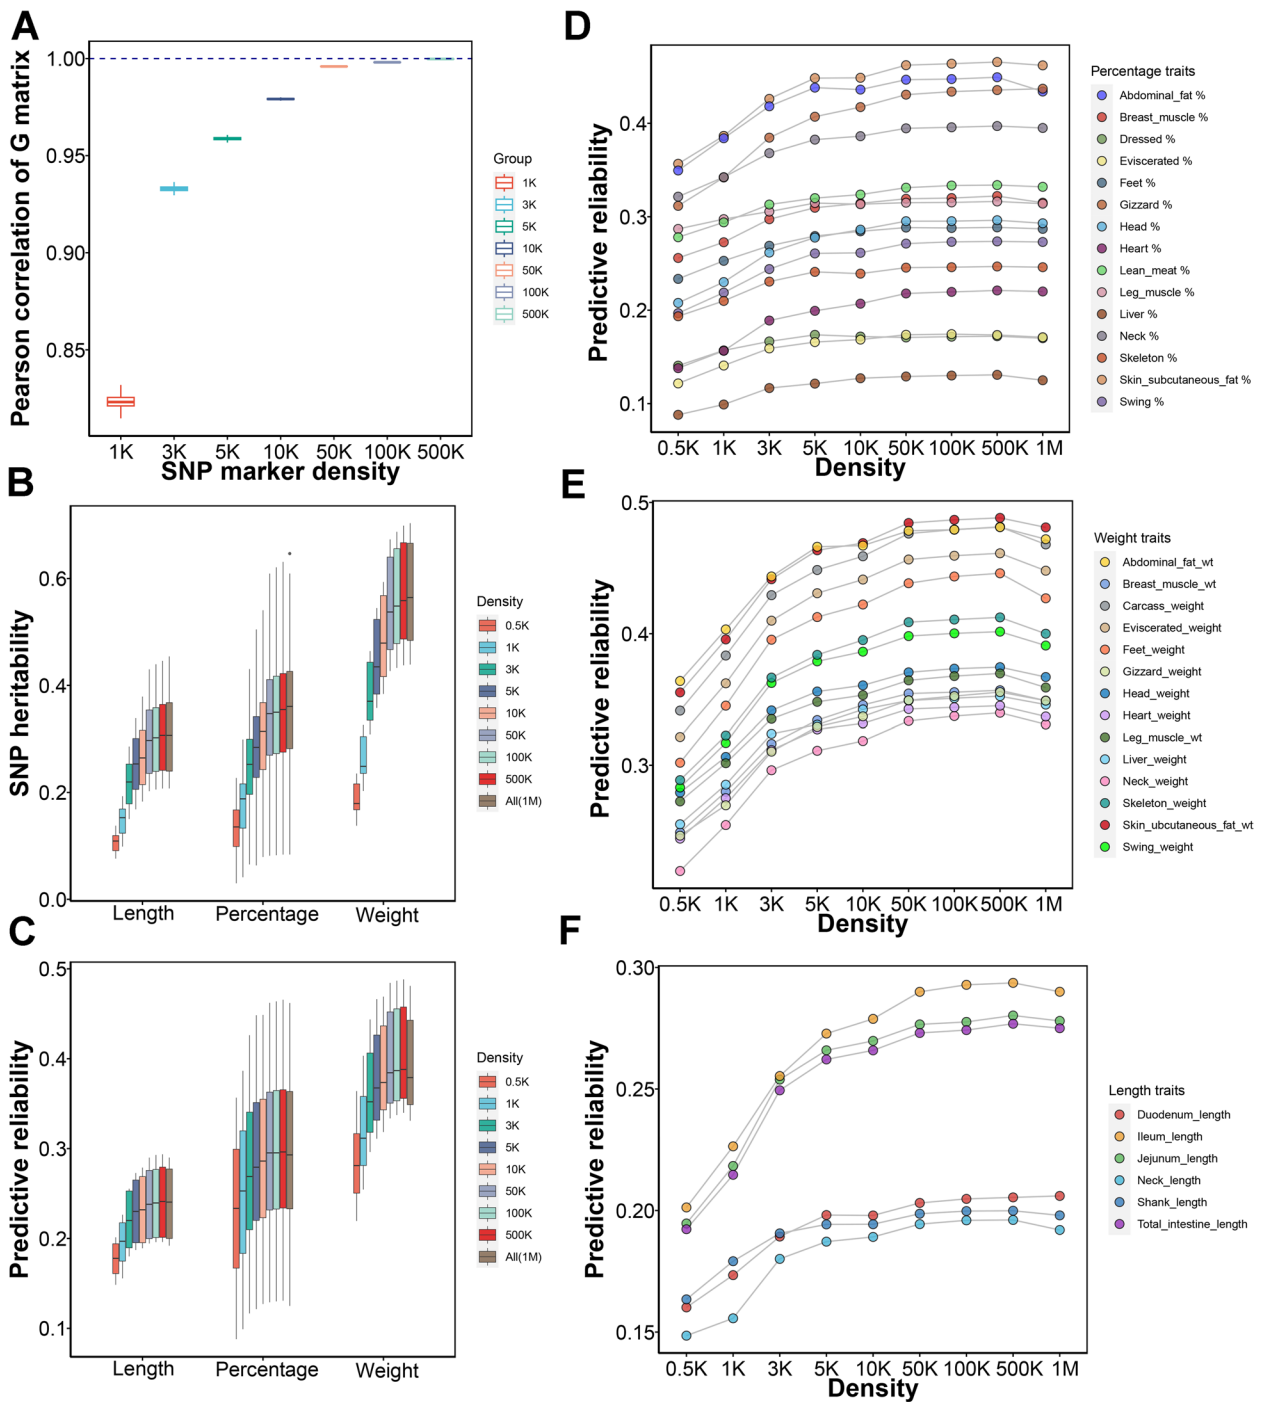 A
Pearson correlation of G matrix
1.00
0.95
0.90
0.85
1K 3K 5K 10K 50K 100K 500K
SNP marker density
Group
1K
3K
5K
10K
50K
100K
500K
B
SNP heritability
0.6
0.4
0.2
0.0
Length Percentage Weight
Density
0.5K
1K
3K
5K
10K
50K
100K
500K
All(1M)
C
Predictive reliability
0.5
0.4
0.3
0.2
0.1
Length Percentage Weight
Density
0.5K
1K
3K
5K
10K
50K
100K
500K
All(1M)
D
Predictive reliability
0.4
0.3
0.2
0.1
0.5K 1K 3K 5K 10K 50K 100K 500K 1M
Density
Percentage traits
Abdominal_fat %
Breast_muscle %
Dressed %
Eviscerated %
Feet %
Gizzard %
Head %
Heart %
Lean_meat %
Leg_muscle %
Liver %
Neck %
Skeleton %
Skin_subcutaneous_fat %
Swing %
E
Predictive reliability
0.5
0.4
0.3
0.5K 1K 3K 5K 10K 50K 100K 500K 1M
Density
Weight traits
Abdominal_fat_wt
Breast_muscle_wt
Carcass_weight
Eviscerated_weight
Feet_weight
Gizzard_weight
Head_weight
Heart_weight
Leg_muscle_wt
Liver_weight
Neck_weight
Skeleton_weight
Skin_ubcutaneous_fat_wt
Swing_weight
F
Predictive reliability
0.30
0.25
0.20
0.15
0.5K 1K 3K 5K 10K 50K 100K 500K 1M
Density
Length traits
Duodenum_length
Ileum_length
Jejunum_length
Neck_length
Shank_length
Total_intestine_length